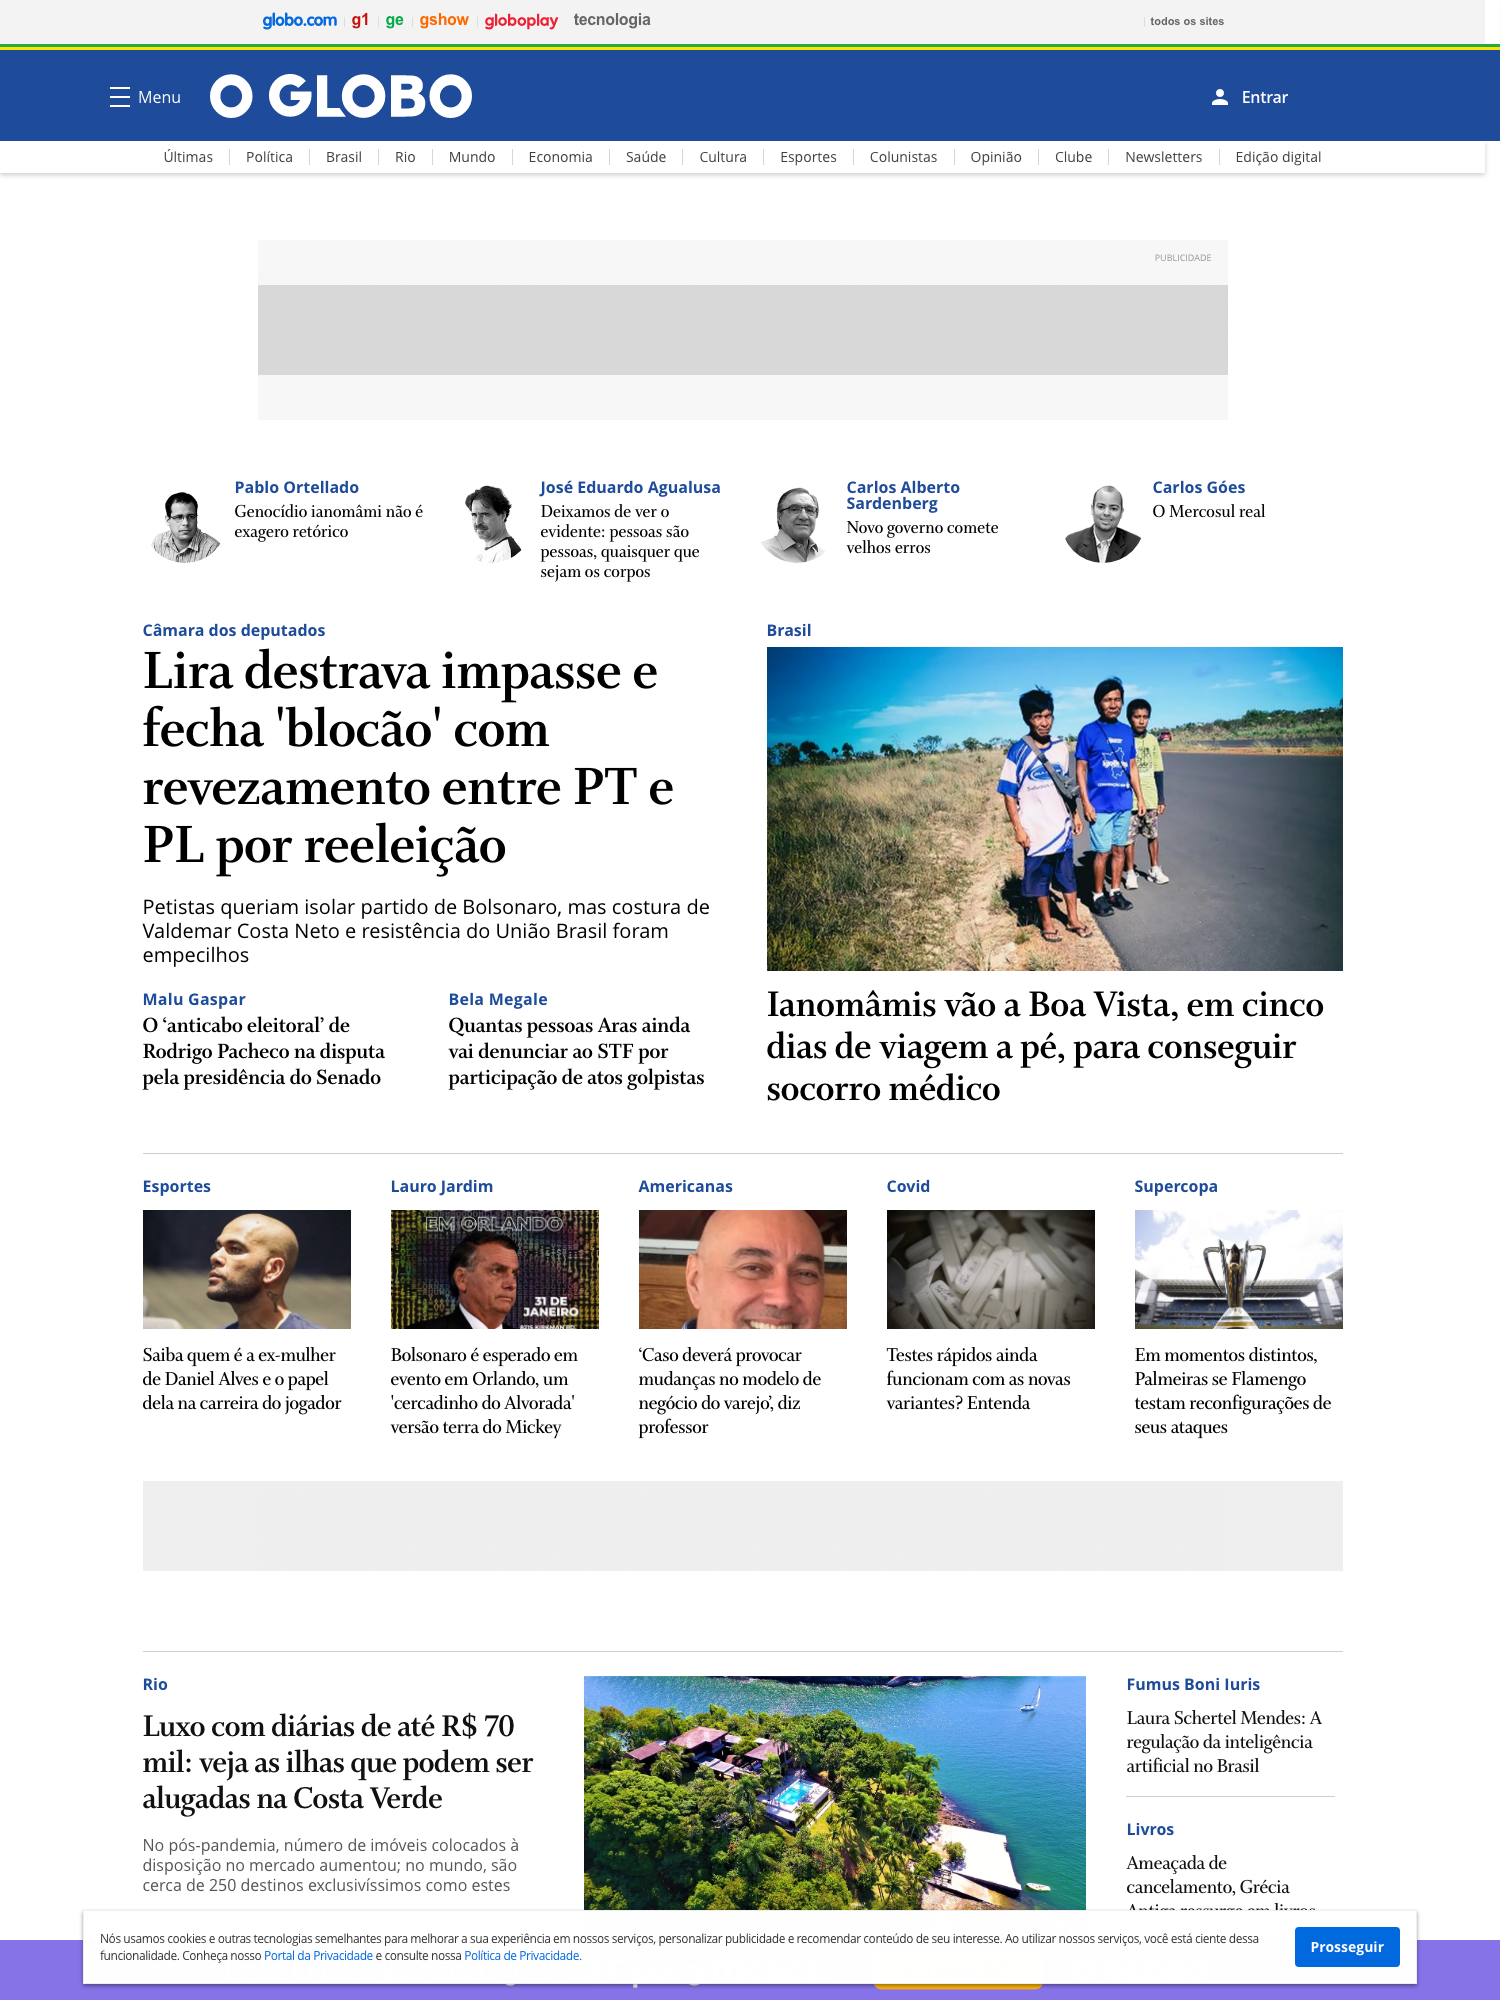 globo.com g1 ge gshow globoplay tecnologia todos os sites
Menu O GLOBO Entrar
Últimas Política Brasil Rio Mundo Economia Saúde Cultura Esportes Colunistas Opinião Clube Newsletters Edição digital
PUBLICIDADE
Pablo Ortellado
Genocídio ianomâmi não é
exagero retórico
José Eduardo Agualusa
Deixamos de ver o
evidente: pessoas são
pessoas, quaisquer que
sejam os corpos
Carlos Alberto
Sardenberg
Novo governo comete
velhos erros
Carlos Góes
O Mercosul real
Câmara dos deputados
Lira destrava impasse e
fecha 'blocão' com
revezamento entre PT e
PL por reeleição
Petistas queriam isolar partido de Bolsonaro, mas costura de
Valdemar Costa Neto e resistência do União Brasil foram
empecilhos
Malu Gaspar
O ‘anticabo eleitoral’ de
Rodrigo Pacheco na disputa
pela presidência do Senado
Bela Megale
Quantas pessoas Aras ainda
vai denunciar ao STF por
participação de atos golpistas
Brasil
Ianomâmis vão a Boa Vista, em cinco
dias de viagem a pé, para conseguir
socorro médico
Esportes
Saiba quem é a ex-mulher
de Daniel Alves e o papel
dela na carreira do jogador
Lauro Jardim
EM ORLANDO
31 DE
JANEIRO
Bolsonaro é esperado em
evento em Orlando, um
'cercadinho do Alvorada'
versão terra do Mickey
Americanas
‘Caso deverá provocar
mudanças no modelo de
negócio do varejo’, diz
professor
Covid
Testes rápidos ainda
funcionam com as novas
variantes? Entenda
Supercopa
Em momentos distintos,
Palmeiras se Flamengo
testam reconfigurações de
seus ataques
Rio
Luxo com diárias de até R$ 70
mil: veja as ilhas que podem ser
alugadas na Costa Verde
No pós-pandemia, número de imóveis colocados à
disposição no mercado aumentou; no mundo, são
cerca de 250 destinos exclusivíssimos como estes
Fumus Boni Iuris
Laura Schertel Mendes: A
regulação da inteligência
artificial no Brasil
Livros
Ameaçada de
cancelamento, Grécia
Antiga ressurge em livros
Nós usamos cookies e outras tecnologias semelhantes para melhorar a sua experiência em nossos serviços, personalizar publicidade e recomendar conteúdo de seu interesse. Ao utilizar nossos serviços, você está ciente dessa
funcionalidade. Conheça nosso Portal da Privacidade e consulte nossa Política de Privacidade.
Prosseguir